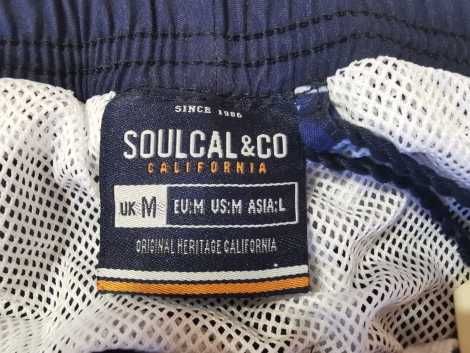 SINCE 1986
SOULCAL&CO
CALIFORNIA
UK M EU:M US:M ASIA:L
ORIGINAL HERITAGE CALIFORNIA